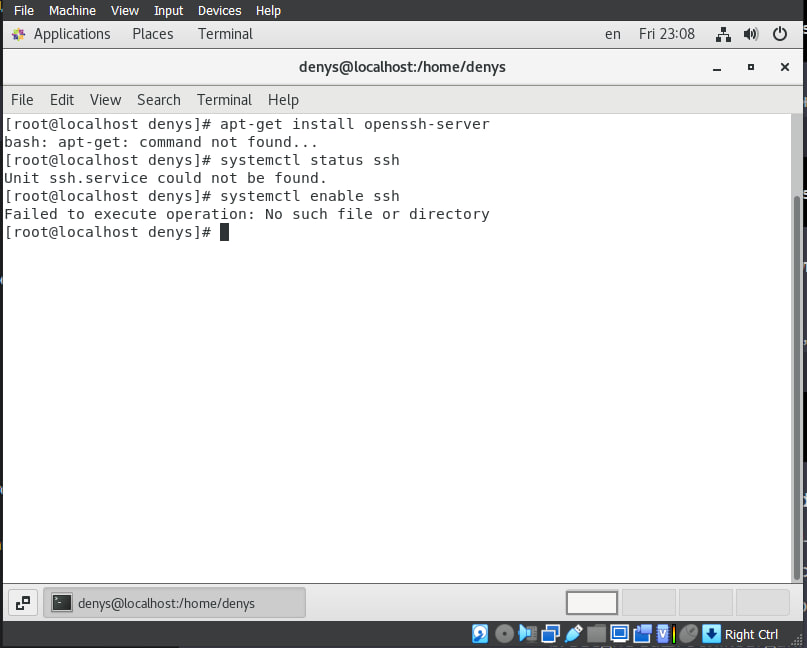 File Machine View Input Devices Help
Applications Places Terminal en Fri 23:08
denys@localhost:/home/denys
File Edit View Search Terminal Help
[root@localhost denys]# apt-get install openssh-server
bash: apt-get: command not found...
[root@localhost denys]# systemctl status ssh
Unit ssh.service could not be found.
[root@localhost denys]# systemctl enable ssh
Failed to execute operation: No such file or directory
[root@localhost denys]#
denys@localhost:/home/denys
Right Ctrl